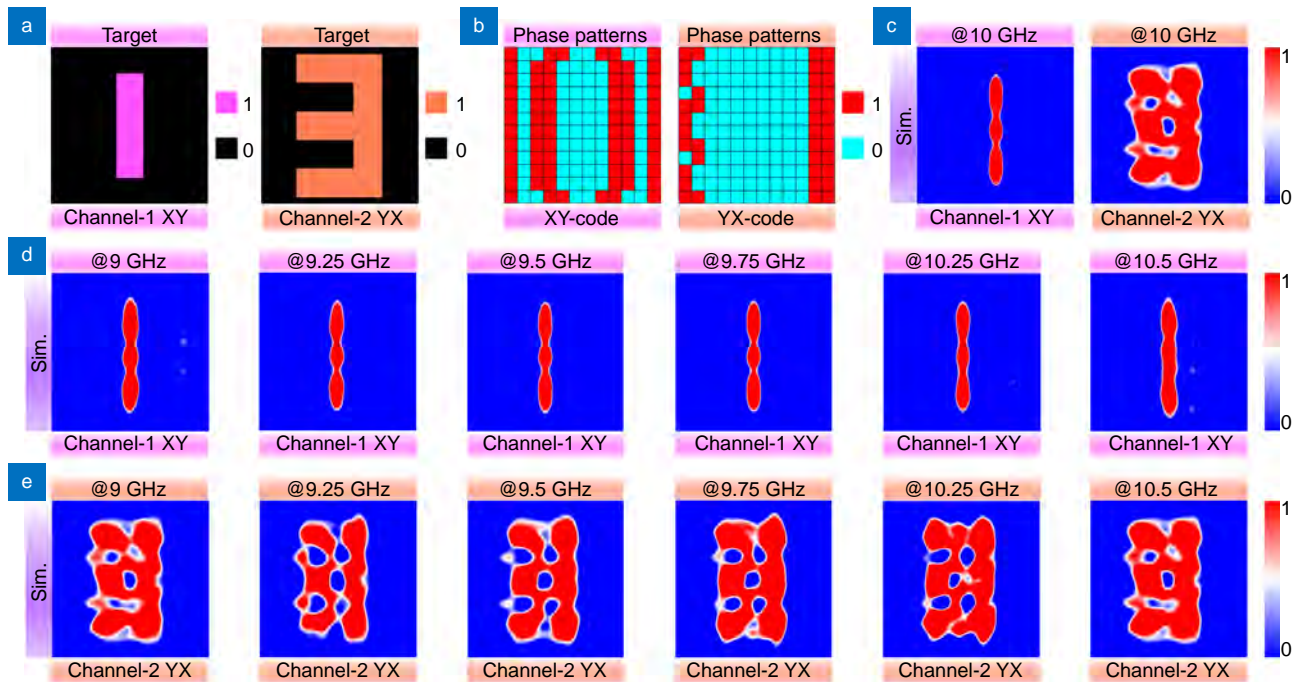 a
Target
1
0
Channel-1 XY
Target
1
0
Channel-2 YX
b
Phase patterns
XY-code
Phase patterns
1
0
YX-code
c
Sim.
@10 GHz
Channel-1 XY
@10 GHz
Channel-2 YX
1
0
d
Sim.
@9 GHz
@9.25 GHz
@9.5 GHz
@9.75 GHz
@10.25 GHz
@10.5 GHz
1
0
Channel-1 XY
Channel-1 XY
Channel-1 XY
Channel-1 XY
Channel-1 XY
Channel-1 XY
e
Sim.
@9 GHz
@9.25 GHz
@9.5 GHz
@9.75 GHz
@10.25 GHz
@10.5 GHz
1
0
Channel-2 YX
Channel-2 YX
Channel-2 YX
Channel-2 YX
Channel-2 YX
Channel-2 YX